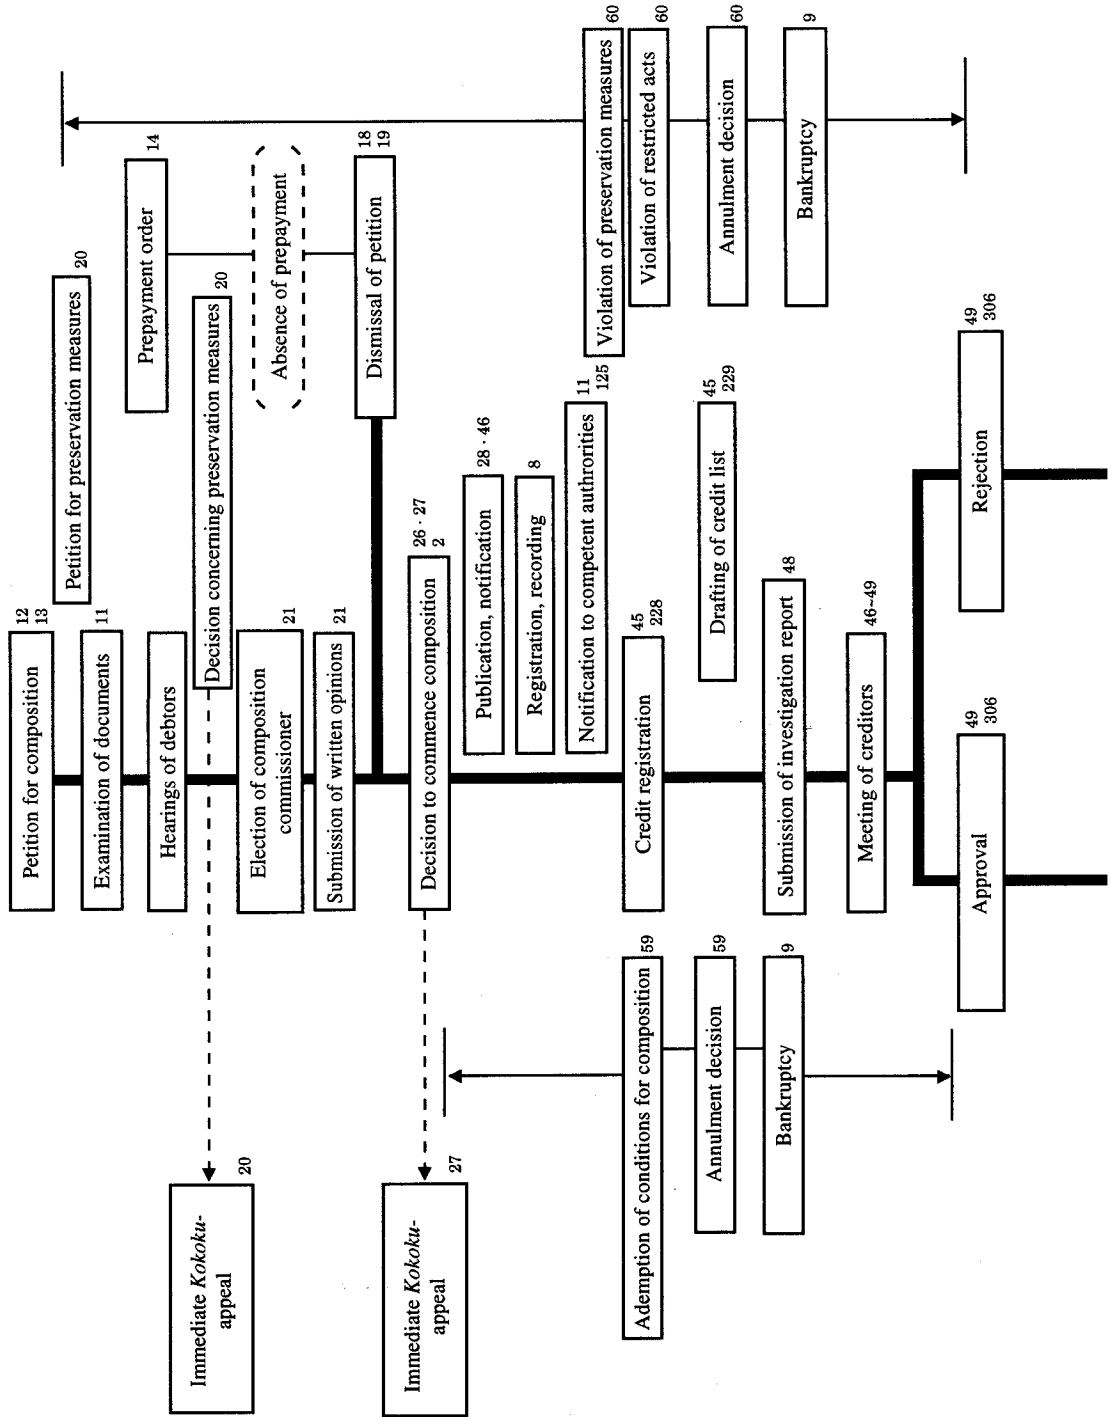 Petition for composition
12
13
Petition for preservation measures
20
Examination of documents
11
Prepayment order
14
Hearings of debtors
Decision concerning preservation measures
20
Immediate Kokoku-
appeal
20
Election of composition
commissioner
21
Absence of prepayment
Submission of written opinions
21
Dismissal of petition
18
19
Decision to commence composition
26 · 27
2
Immediate Kokoku-
appeal
27
Publication, notification
28 · 46
Registration, recording
8
Notification to competent authrorities
11
125
Violation of preservation measures
60
Violation of restricted acts
60
Annulment decision
60
Bankruptcy
9
Credit registration
45
228
Drafting of credit list
45
229
Ademption of conditions for composition
59
Annulment decision
59
Bankruptcy
9
Submission of investigation report
48
Meeting of creditors
46~49
Approval
49
306
Rejection
49
306